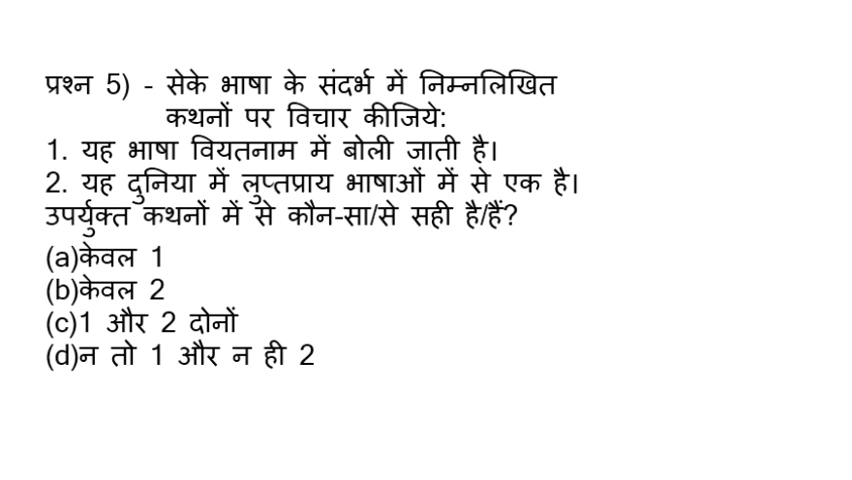 प्रश्न 5) - सेके भाषा के संदर्भ में निम्नलिखित
कथनों पर विचार कीजिये:
1. यह भाषा वियतनाम में बोली जाती है।
2. यह दुनिया में लुप्तप्राय भाषाओं में से एक है।
उपर्युक्त कथनों में से कौन-सा/से सही है/हैं?
(a)केवल 1
(b)केवल 2
(c)1 और 2 दोनों
(d)न तो 1 और न ही 2